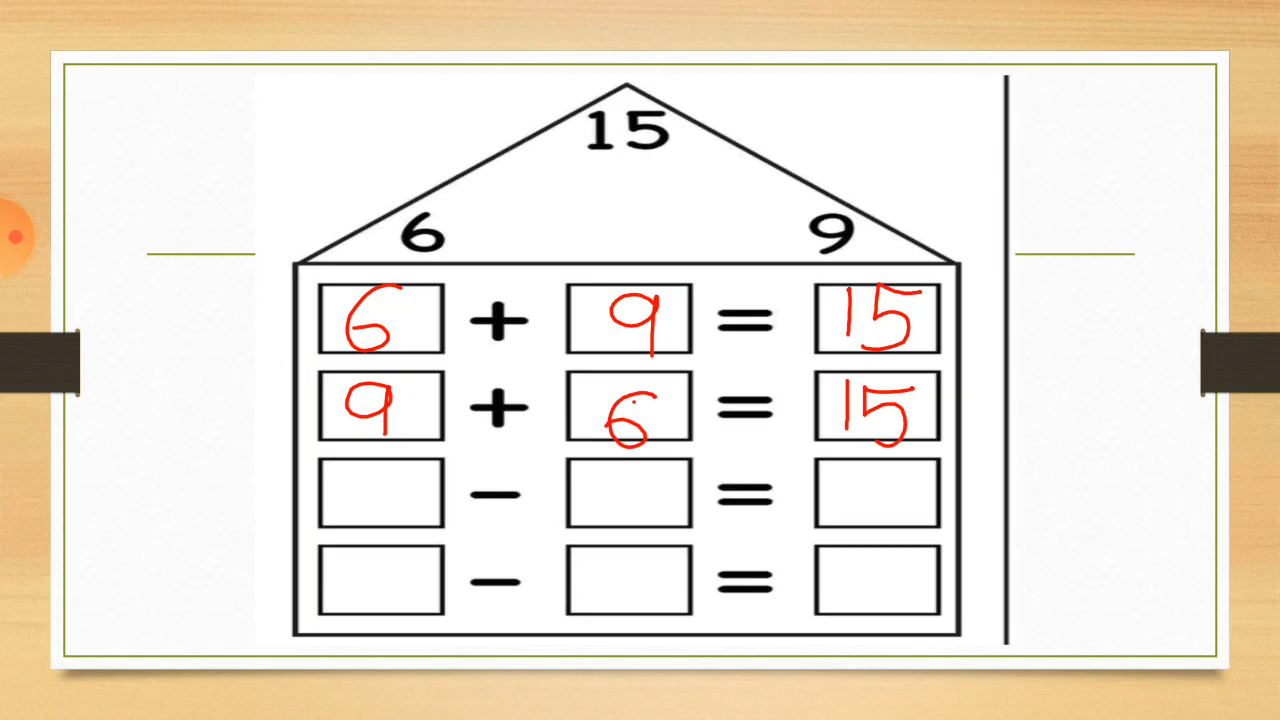 15
6 9
6 + 9 = 15
9 + 6 = 15
- =
- =